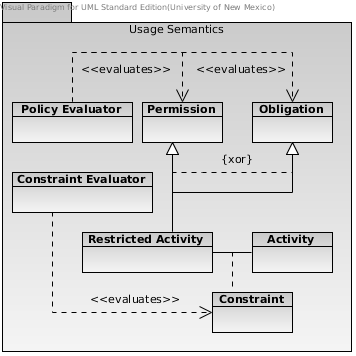 Visual Paradigm for UML Standard Edition(University of New Mexico)
Usage Semantics
<<evaluates>> <<evaluates>>
Policy Evaluator Permission Obligation
{xor}
Constraint Evaluator
Restricted Activity Activity
<<evaluates>> Constraint